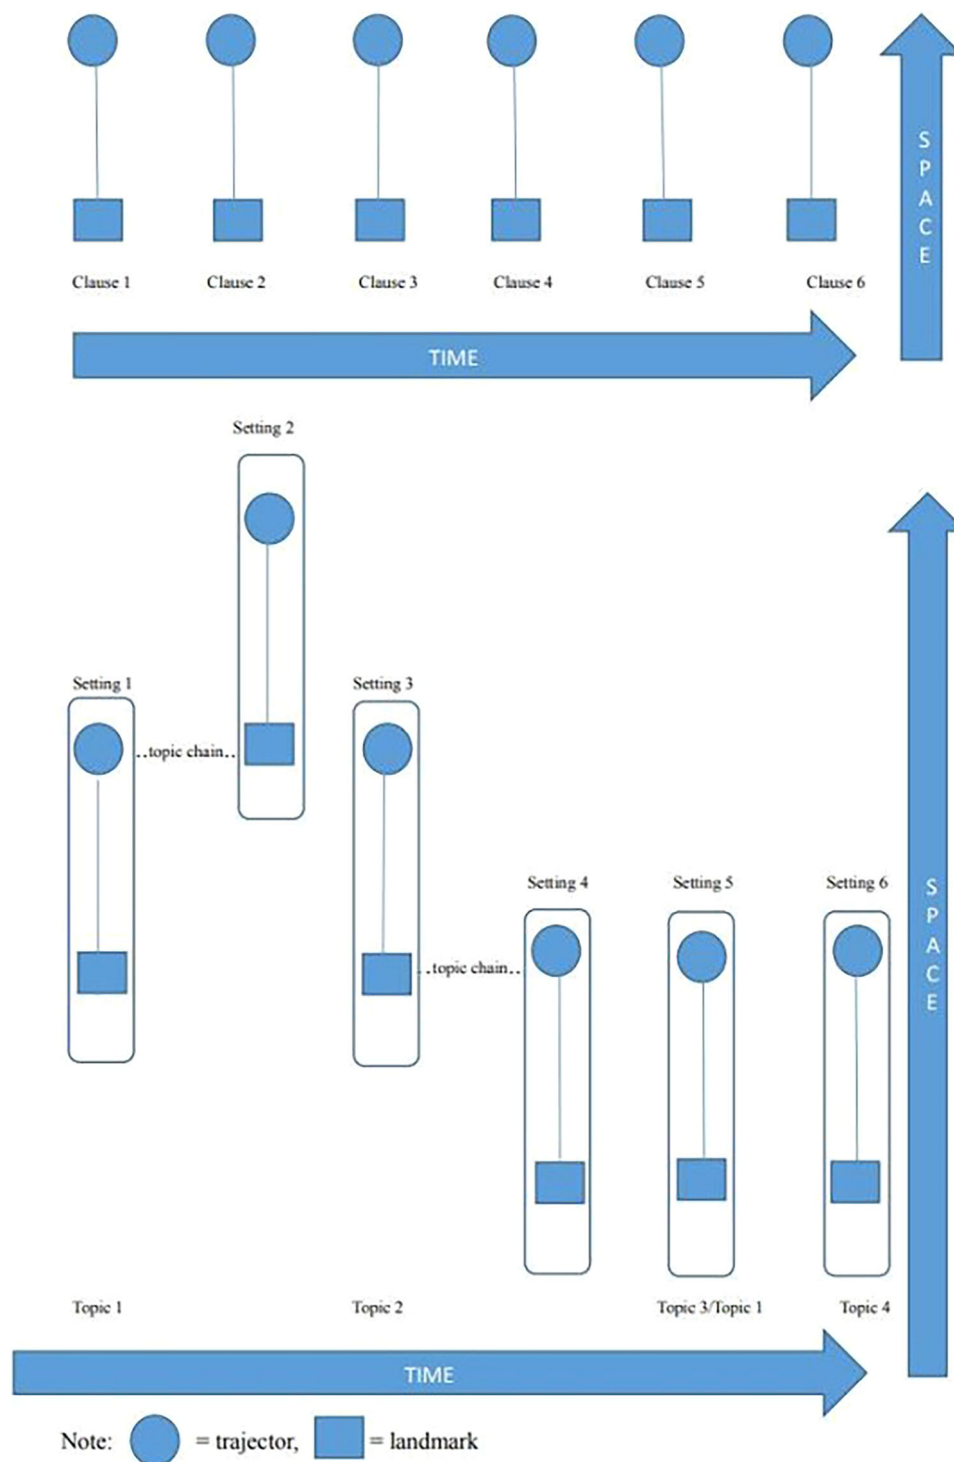 Clause 1 Clause 2 Clause 3 Clause 4 Clause 5 Clause 6
SPACE
TIME
Setting 2
Setting 1 Setting 3
..topic chain..
Setting 4 Setting 5 Setting 6
..topic chain..
SPACE
Topic 1 Topic 2 Topic 3/Topic 1 Topic 4
TIME
Note: = trajector, = landmark